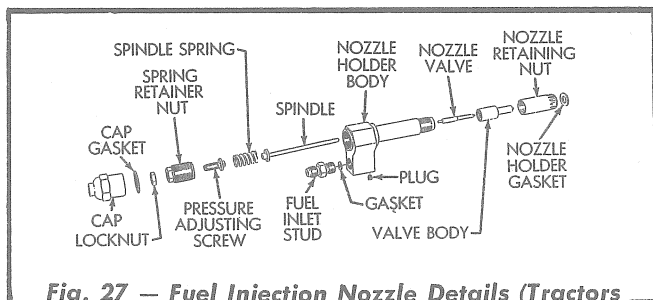 SPINDLE SPRING
SPRING
RETAINER
NUT
CAP
GASKET
SPINDLE
NOZZLE
HOLDER
BODY
NOZZLE
VALVE
NOZZLE
RETAINING
NUT
CAP
LOCKNUT
PRESSURE
ADJUSTING
SCREW
FUEL
INLET
STUD
GASKET
PLUG
VALVE BODY
NOZZLE
HOLDER
GASKET
Fig. 27 — Fuel Injection Nozzle Details (Tractors